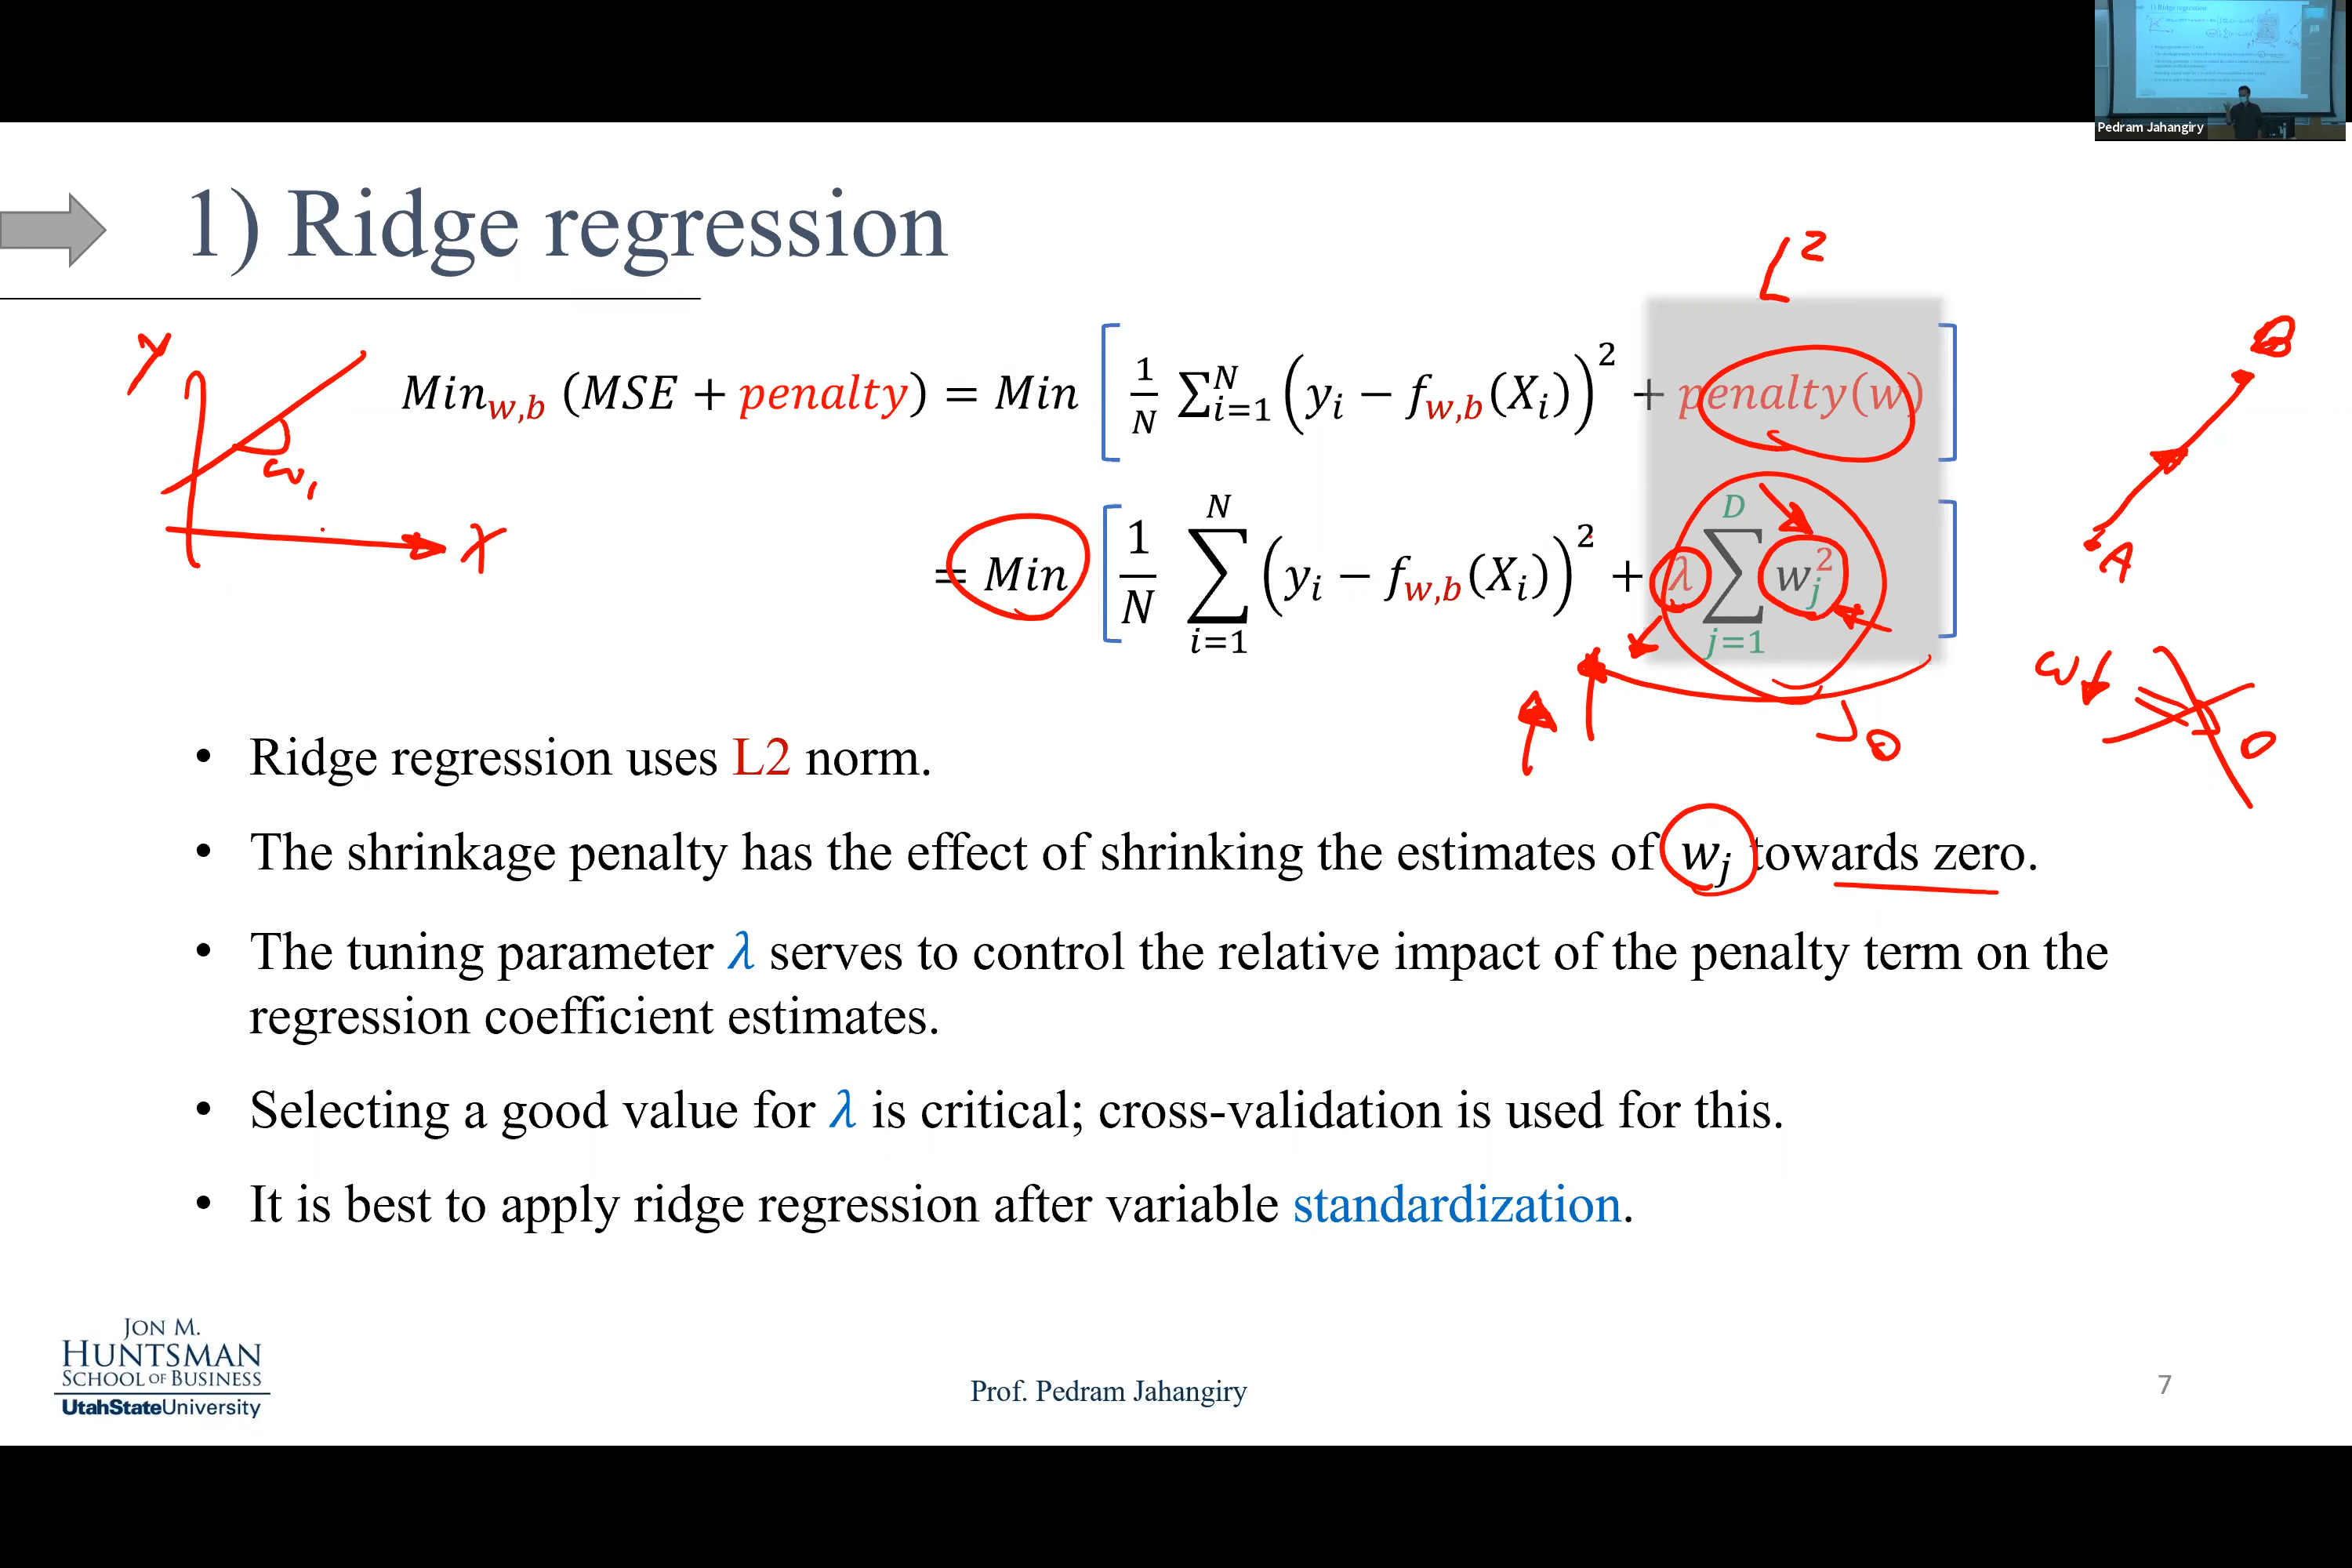 Pedram Jahangiry
1) Ridge regression
L²
Y
B
Min_{w,b} (MSE + penalty) = Min [ 1/N ∑_{i=1}^{N} (y_i − f_{w,b}(X_i))² + penalty(w) ]
w₁
X
= Min [ 1/N ∑_{i=1}^{N} (y_i − f_{w,b}(X_i))² + λ ∑_{j=1}^{D} w_j² ]
A
w↓
0
0
• Ridge regression uses L2 norm.
• The shrinkage penalty has the effect of shrinking the estimates of w_j towards zero.
• The tuning parameter λ serves to control the relative impact of the penalty term on the
regression coefficient estimates.
• Selecting a good value for λ is critical; cross-validation is used for this.
• It is best to apply ridge regression after variable standardization.
JON M.
HUNTSMAN
SCHOOL OF BUSINESS
UtahStateUniversity
Prof. Pedram Jahangiry
7